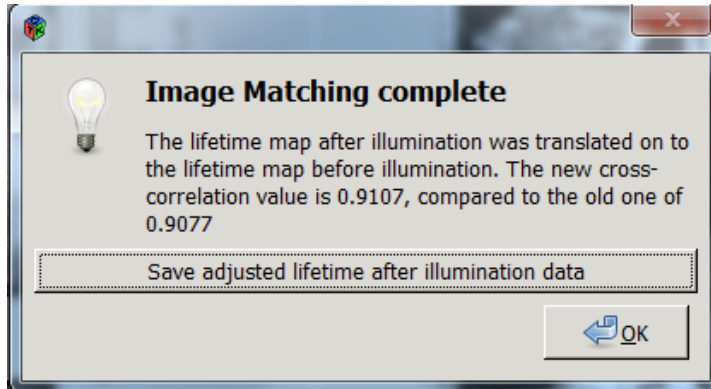 Image Matching complete
The lifetime map after illumination was translated on to
the lifetime map before illumination. The new cross-
correlation value is 0.9107, compared to the old one of
0.9077
Save adjusted lifetime after illumination data
OK